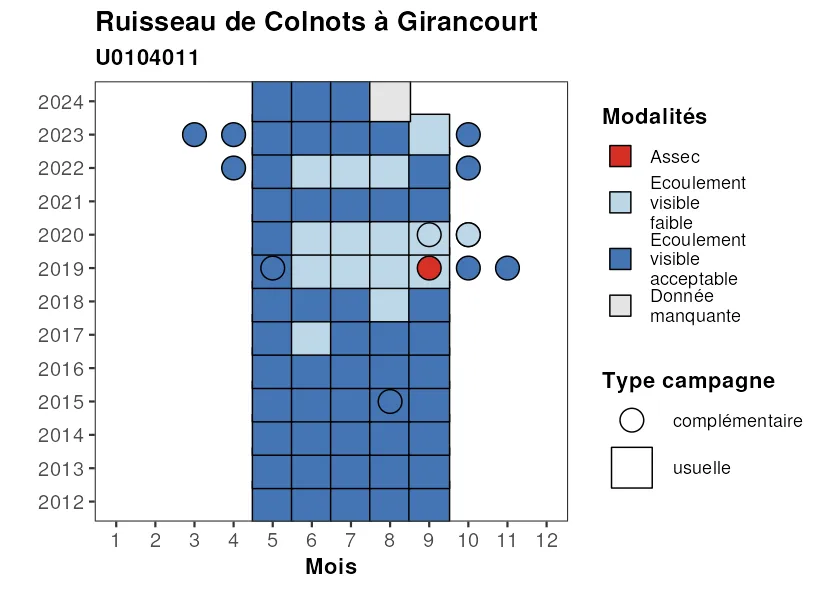 Ruisseau de Colnots à Girancourt
U0104011
2024
2023
2022
2021
2020
2019
2018
2017
2016
2015
2014
2013
2012
1 2 3 4 5 6 7 8 9 10 11 12
Mois
Modalités
Assec
Ecoulement
visible
faible
Ecoulement
visible
acceptable
Donnée
manquante
Type campagne
complémentaire
usuelle